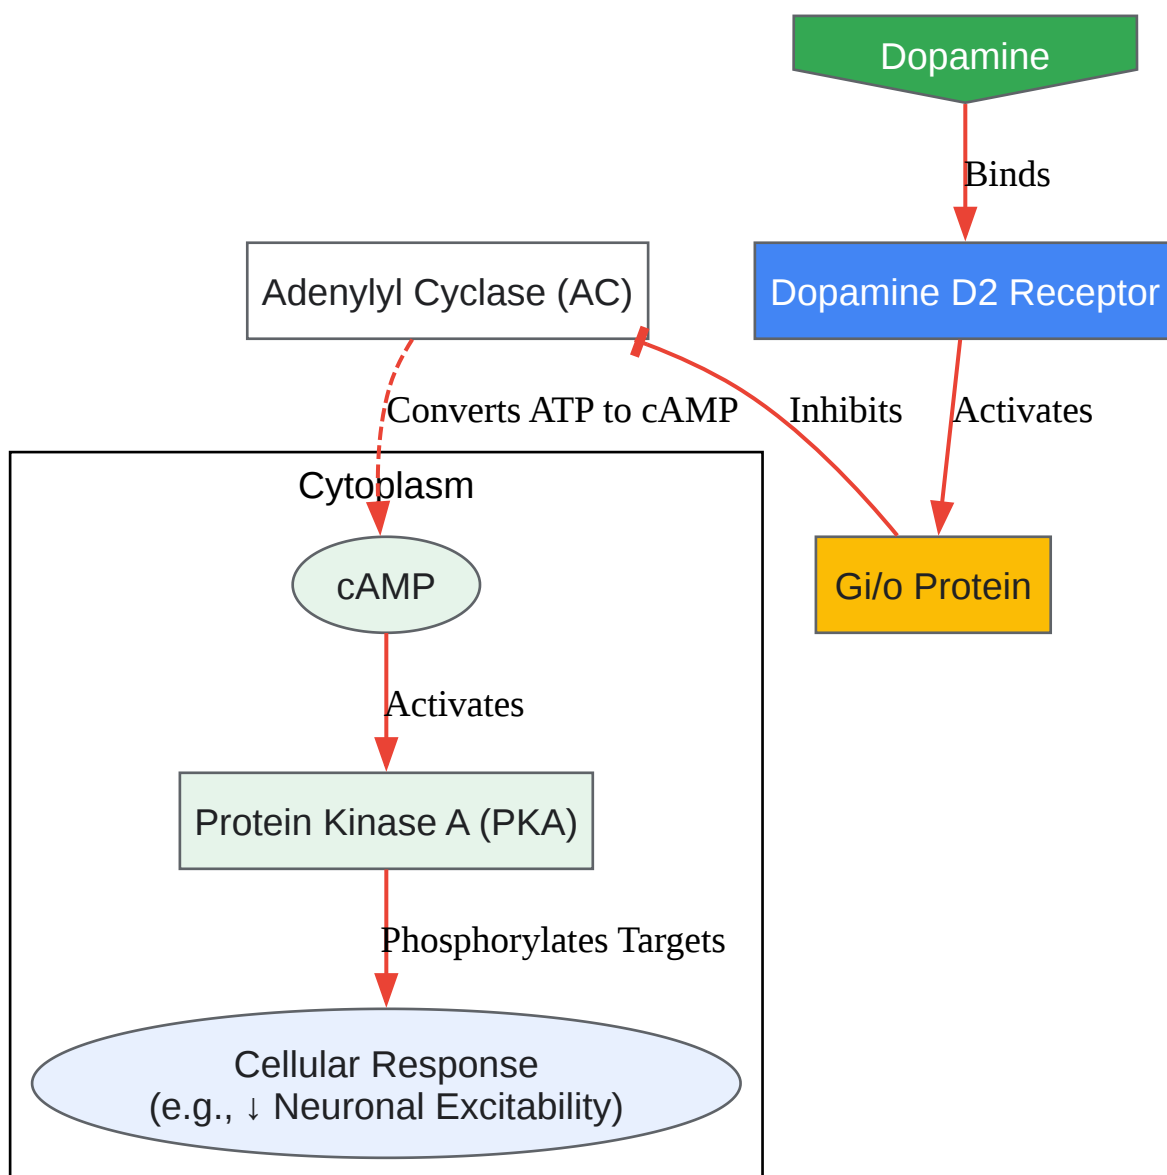 Dopamine
Binds
Adenylyl Cyclase (AC)
Dopamine D2 Receptor
Converts ATP to cAMP
Inhibits
Activates
Cytoplasm
cAMP
Gi/o Protein
Activates
Protein Kinase A (PKA)
Phosphorylates Targets
Cellular Response
(e.g., ↓ Neuronal Excitability)